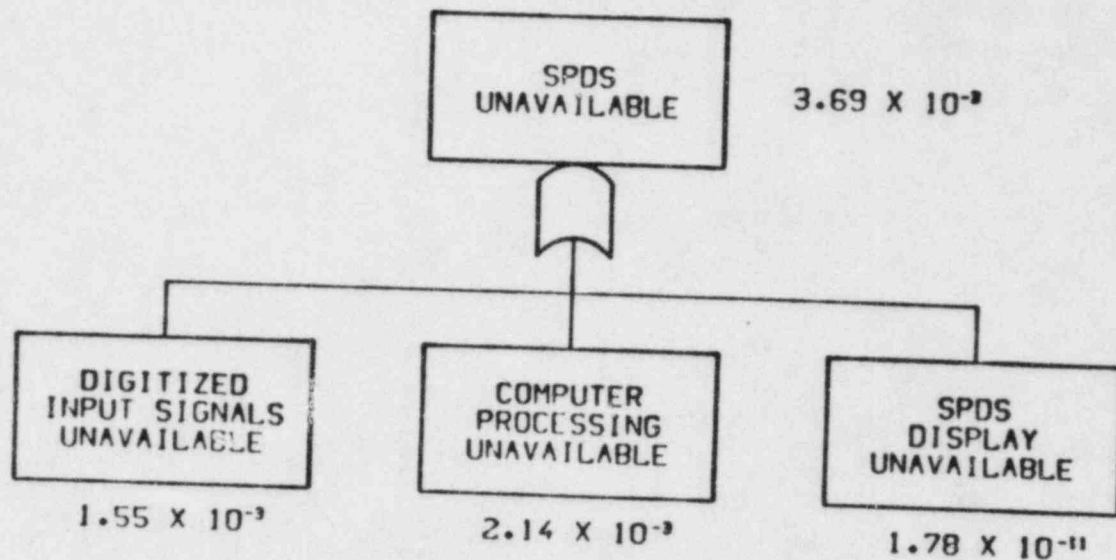 SPDS
UNAVAILABLE
3.69 X 10⁻³
DIGITIZED
INPUT SIGNALS
UNAVAILABLE
COMPUTER
PROCESSING
UNAVAILABLE
SPDS
DISPLAY
UNAVAILABLE
1.55 X 10⁻³
2.14 X 10⁻³
1.78 X 10⁻¹¹